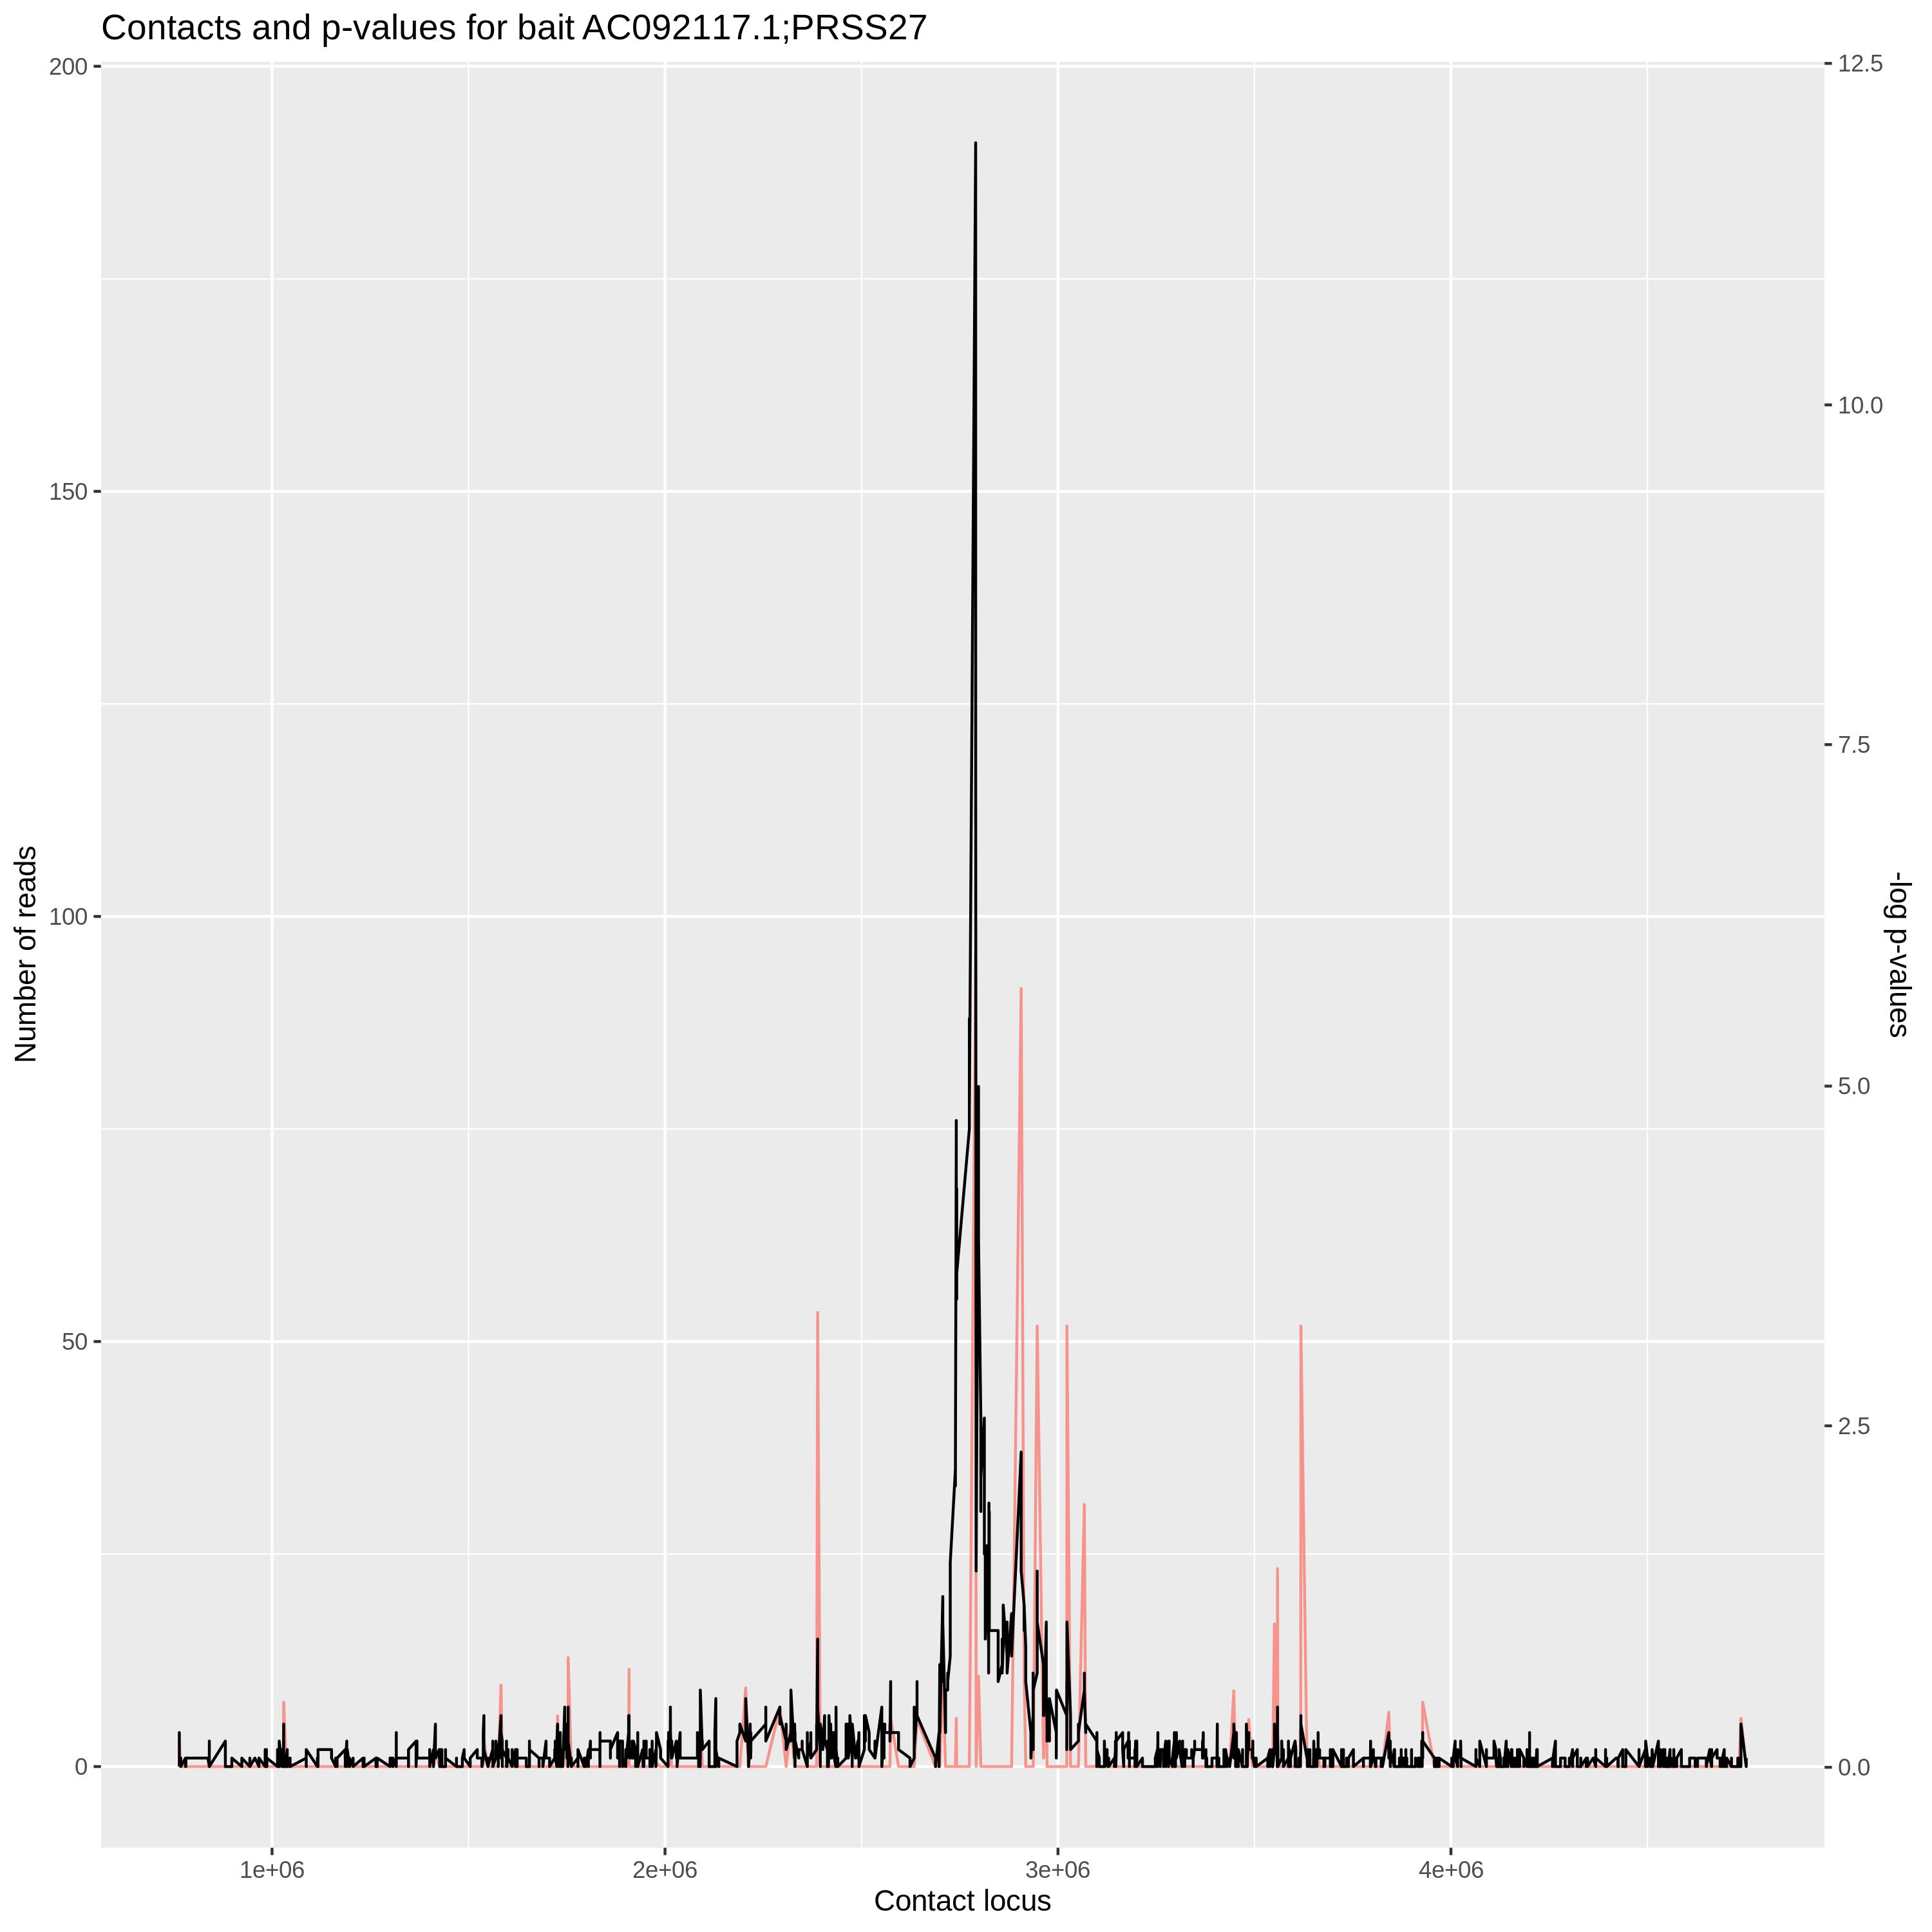 Contacts and p-values for bait AC092117.1;PRSS27
200
150
100
50
0
Number of reads
12.5
10.0
7.5
5.0
2.5
0.0
-log p-values
1e+06
2e+06
3e+06
4e+06
Contact locus